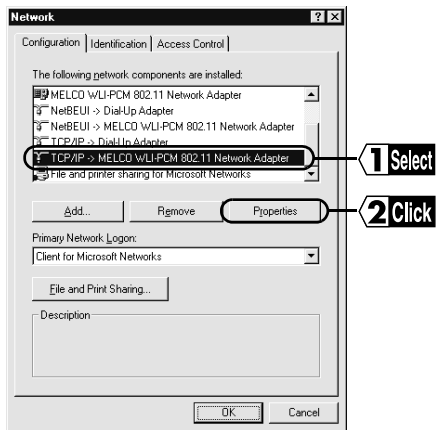 Network
Configuration Identification Access Control
The following network components are installed:
MELCO WLI-PCM 802.11 Network Adapter
NetBEUI -> Dial-Up Adapter
NetBEUI -> MELCO WLI-PCM 802.11 Network Adapter
TCP/IP -> Dial-Up Adapter
TCP/IP -> MELCO WLI-PCM 802.11 Network Adapter
1 Select
File and printer sharing for Microsoft Networks
Add... Remove Properties
2 Click
Primary Network Logon:
Client for Microsoft Networks
File and Print Sharing...
Description
OK Cancel